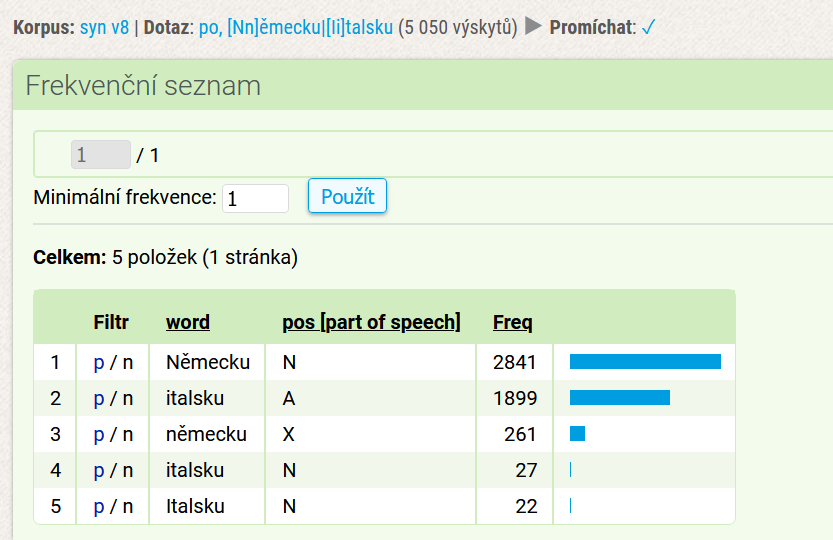 Korpus: syn v8 | Dotaz: po, [Nn]ěmecku|[Ii]talsku (5 050 výskytů) ▶ Promíchat: ✓
Frekvenční seznam
1 / 1
Minimální frekvence: 1 Použít
Celkem: 5 položek (1 stránka)
Filtr word pos [part of speech] Freq
1 p / n Německu N 2841
2 p / n italsku A 1899
3 p / n německu X 261
4 p / n italsku N 27
5 p / n Italsku N 22